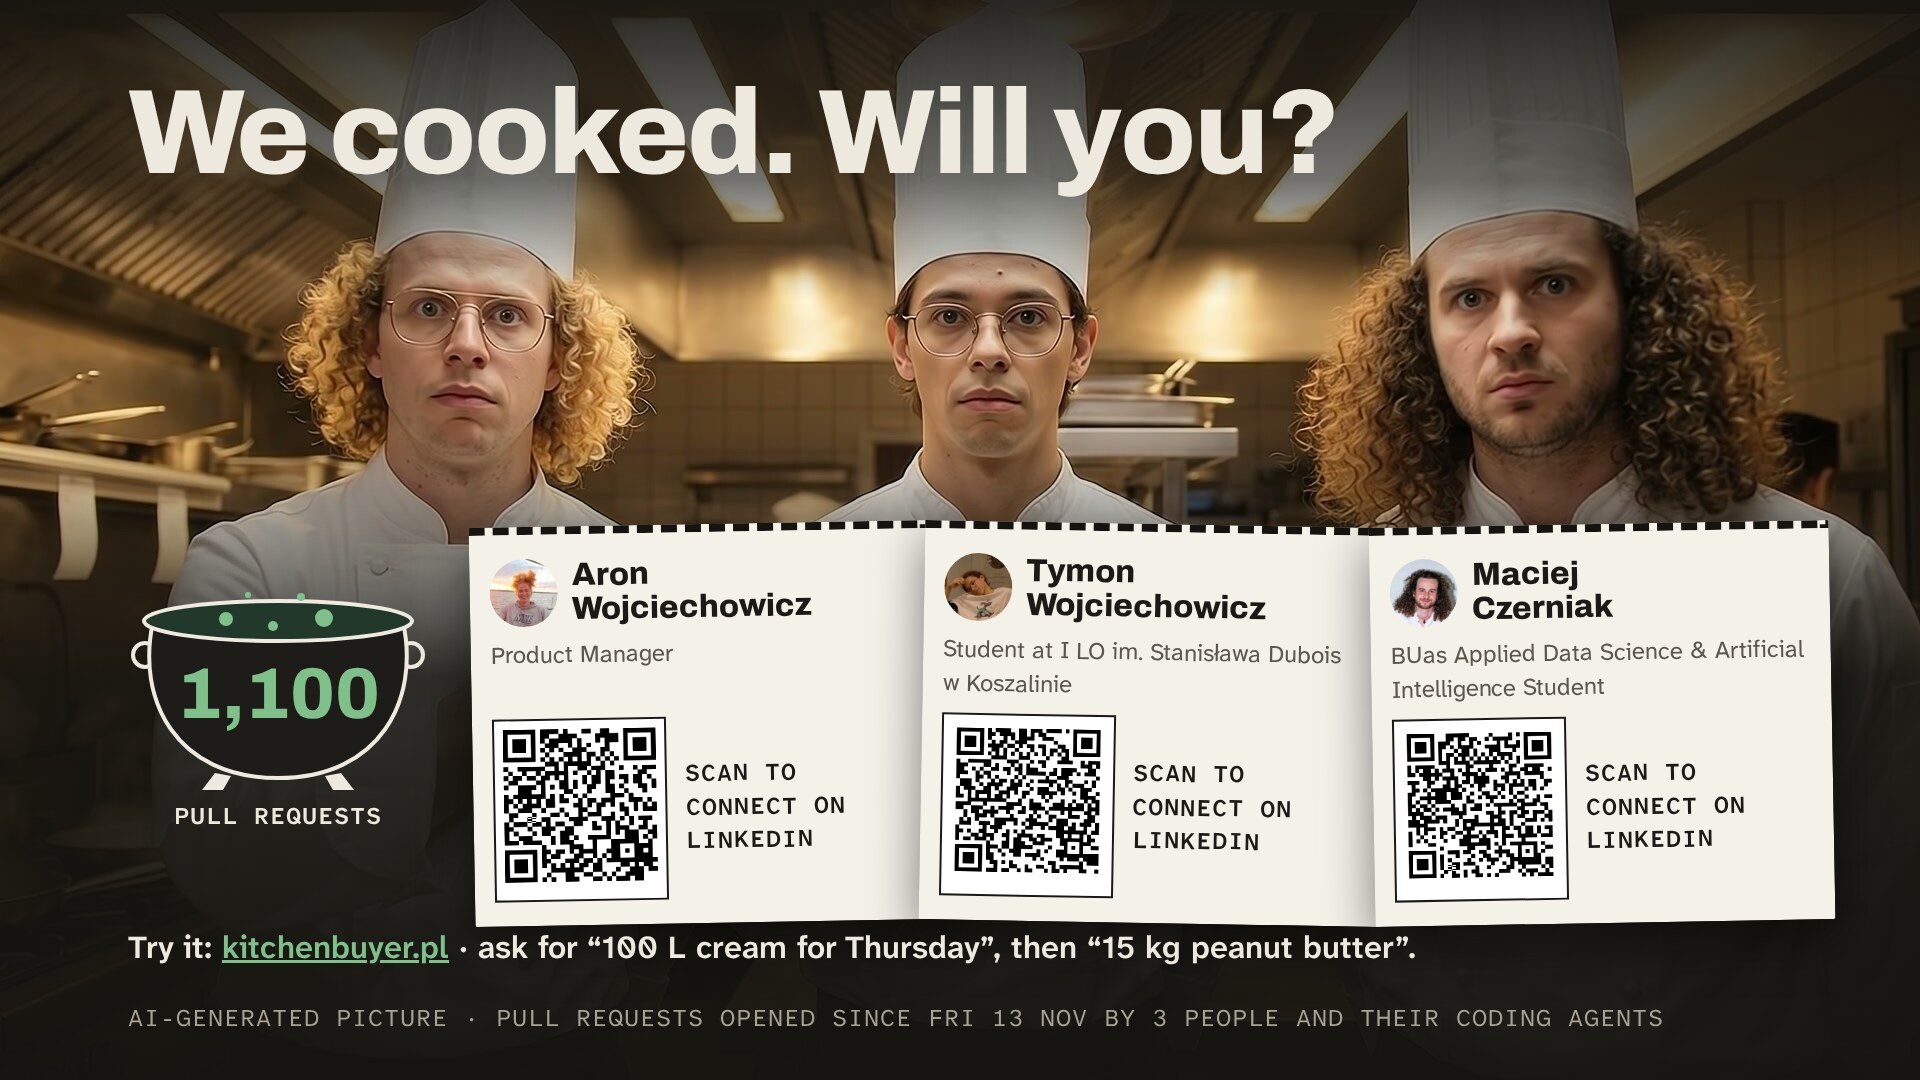 We cooked. Will you?
Aron
Wojciechowicz
Product Manager
SCAN TO
CONNECT ON
LINKEDIN
Tymon
Wojciechowicz
Student at I LO im. Stanisława Dubois
w Koszalinie
SCAN TO
CONNECT ON
LINKEDIN
Maciej
Czerniak
BUas Applied Data Science & Artificial
Intelligence Student
SCAN TO
CONNECT ON
LINKEDIN
1,100
PULL REQUESTS
Try it: kitchenbuyer.pl · ask for “100 L cream for Thursday”, then “15 kg peanut butter”.
AI-GENERATED PICTURE · PULL REQUESTS OPENED SINCE FRI 13 NOV BY 3 PEOPLE AND THEIR CODING AGENTS